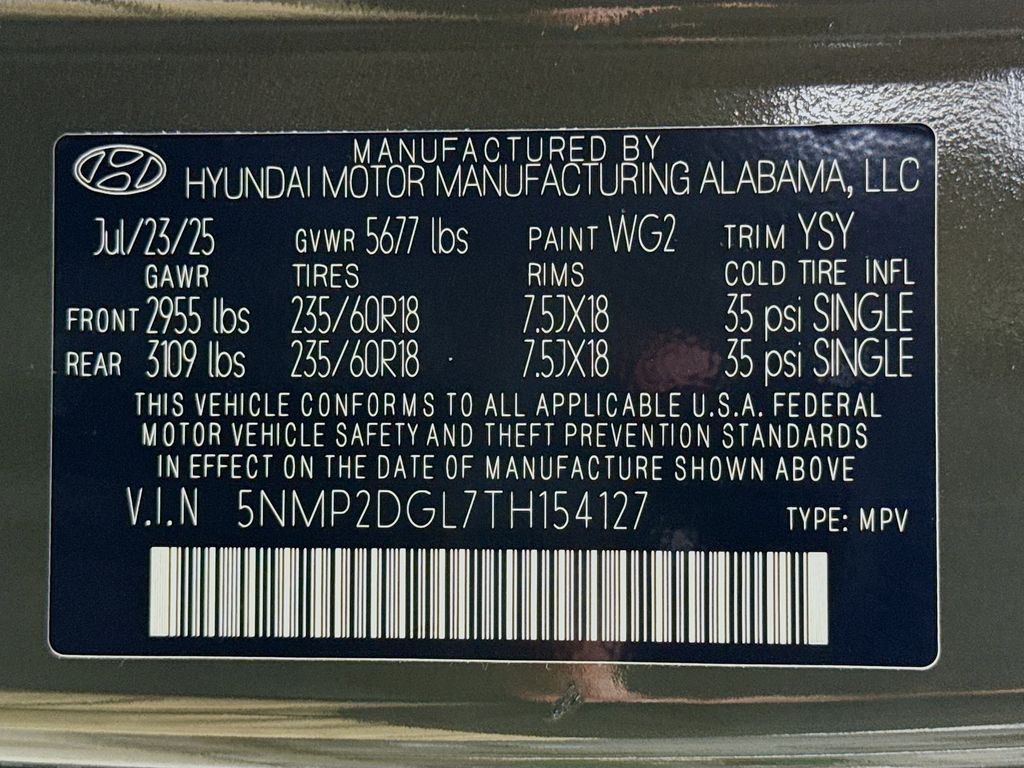 MANUFACTURED BY
HYUNDAI MOTOR MANUFACTURING ALABAMA, LLC
Jul/23/25 GVWR 5677 lbs PAINT WG2 TRIM YSY
GAWR TIRES RIMS COLD TIRE INFL
FRONT 2955 lbs 235/60R18 7.5JX18 35 psi SINGLE
REAR 3109 lbs 235/60R18 7.5JX18 35 psi SINGLE
THIS VEHICLE CONFORMS TO ALL APPLICABLE U.S.A. FEDERAL
MOTOR VEHICLE SAFETY AND THEFT PREVENTION STANDARDS
IN EFFECT ON THE DATE OF MANUFACTURE SHOWN ABOVE
V.I.N 5NMP2DGL7TH154127 TYPE: MPV